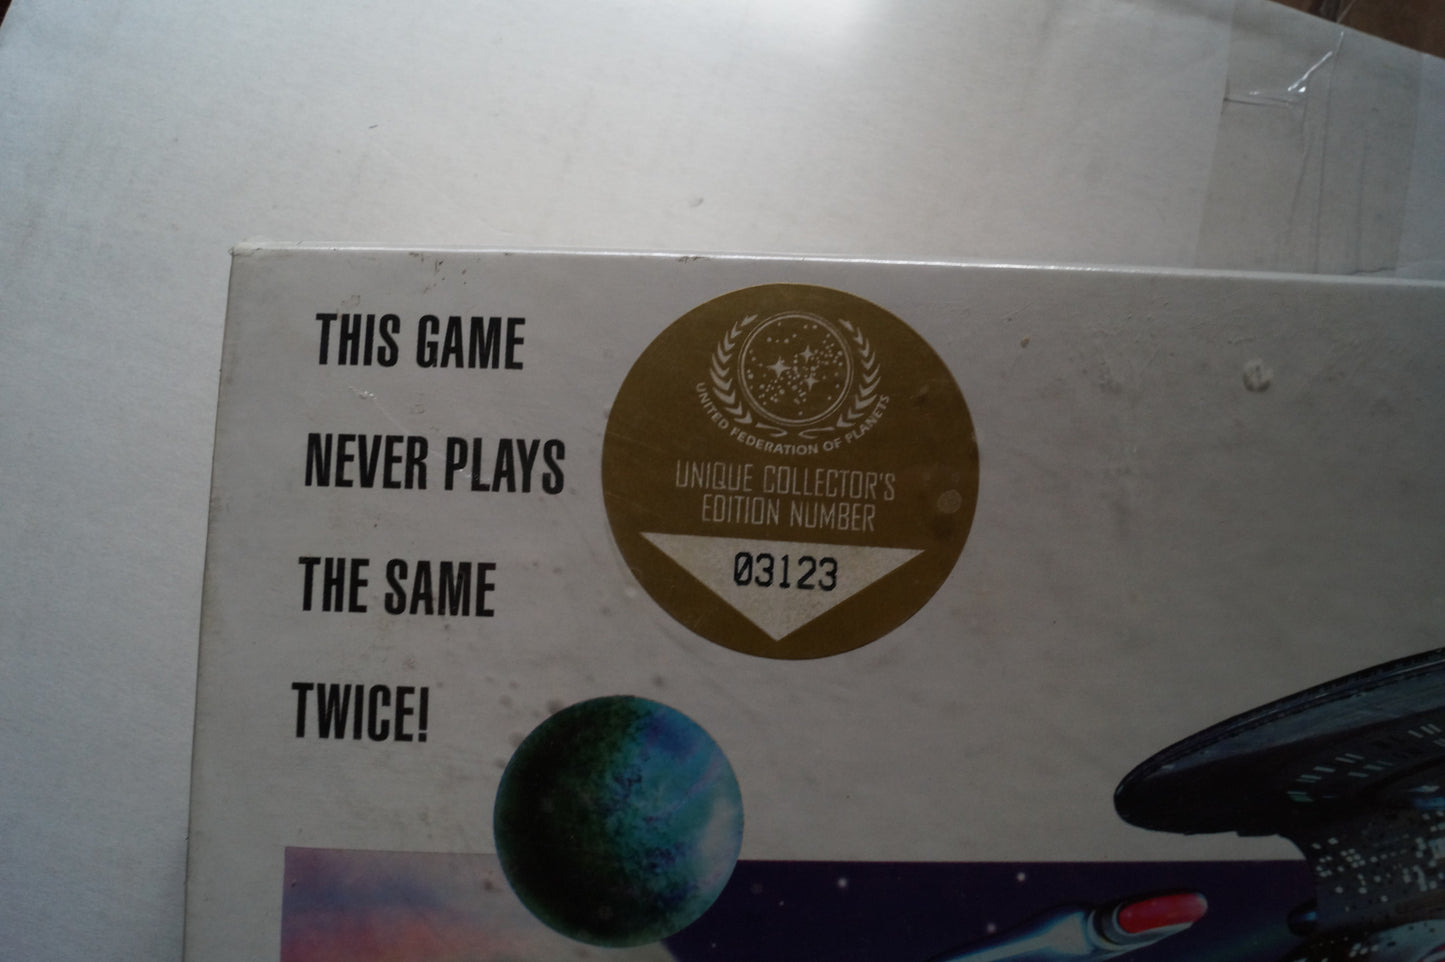 THIS GAME
NEVER PLAYS
THE SAME
TWICE!
UNITED FEDERATION OF PLANETS
UNIQUE COLLECTOR'S
EDITION NUMBER
03123